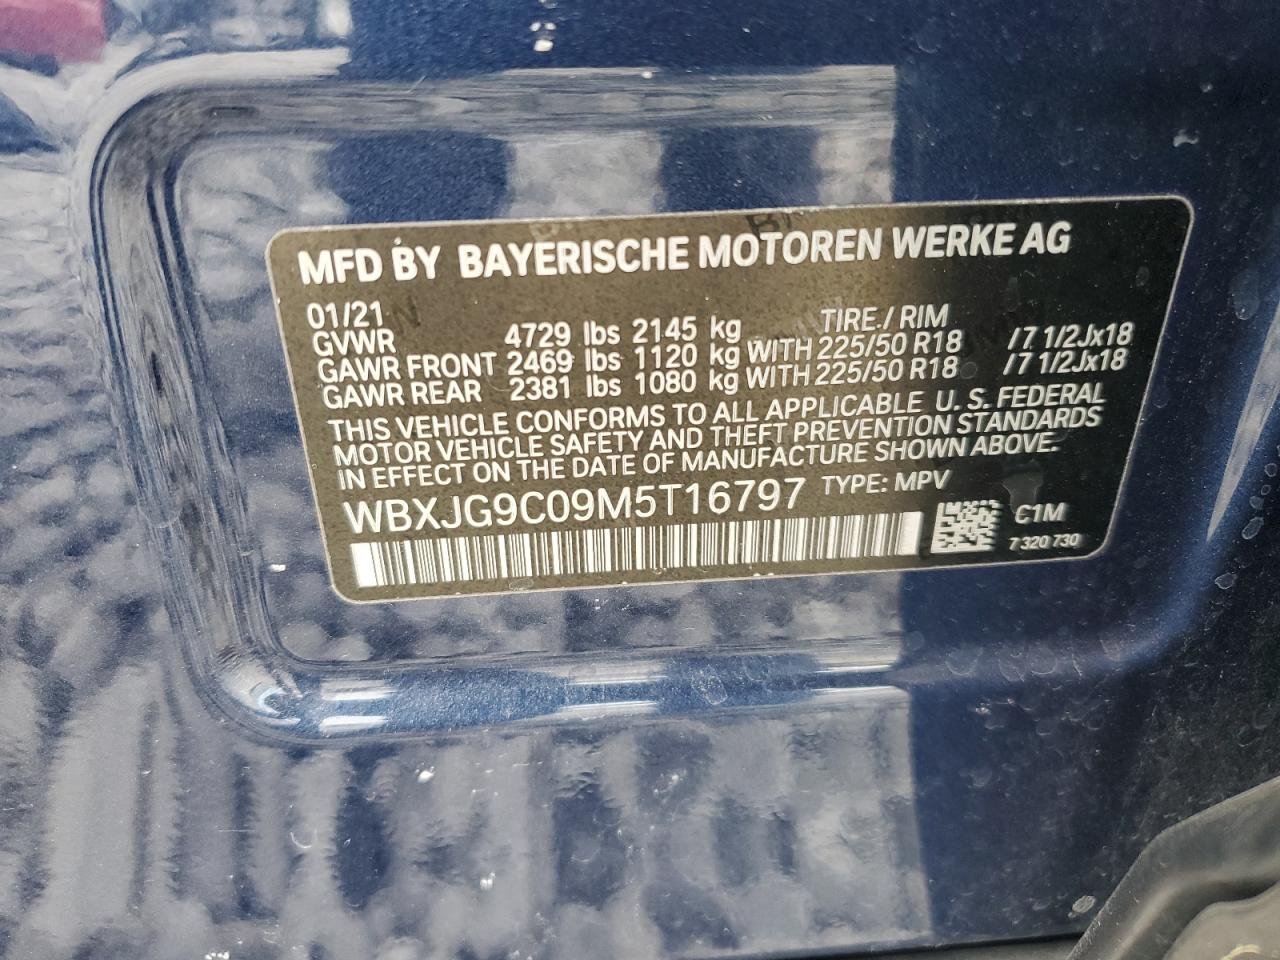 MFD BY BAYERISCHE MOTOREN WERKE AG
01/21 TIRE./ RIM
GVWR 4729 lbs 2145 kg
GAWR FRONT 2469 lbs 1120 kg WITH 225/50 R18 /7 1/2Jx18
GAWR REAR 2381 lbs 1080 kg WITH 225/50 R18 /7 1/2Jx18
THIS VEHICLE CONFORMS TO ALL APPLICABLE U. S. FEDERAL
MOTOR VEHICLE SAFETY AND THEFT PREVENTION STANDARDS
IN EFFECT ON THE DATE OF MANUFACTURE SHOWN ABOVE.
WBXJG9C09M5T16797 TYPE: MPV
C1M
7 320 730